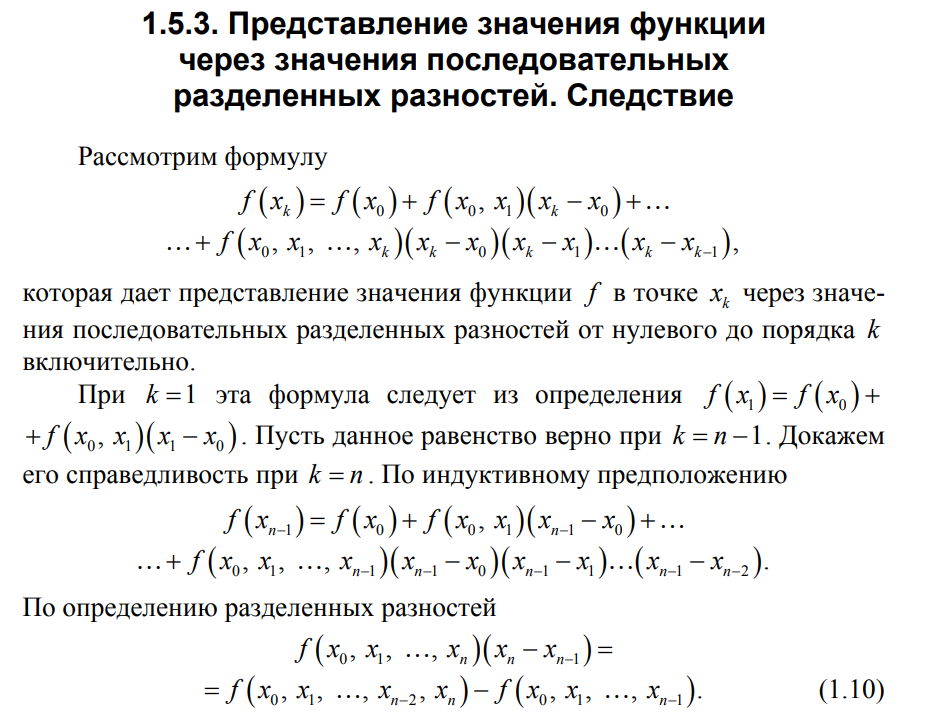 1.5.3. Представление значения функции
через значения последовательных
разделенных разностей. Следствие
Рассмотрим формулу
f(x_k) = f(x_0) + f(x_0, x_1)(x_k − x_0) + …
… + f(x_0, x_1, …, x_k)(x_k − x_0)(x_k − x_1)…(x_k − x_{k−1}),
которая дает представление значения функции f в точке x_k через значе-
ния последовательных разделенных разностей от нулевого до порядка k
включительно.
При k = 1 эта формула следует из определения f(x_1) = f(x_0) +
+ f(x_0, x_1)(x_1 − x_0). Пусть данное равенство верно при k = n − 1. Докажем
его справедливость при k = n. По индуктивному предположению
f(x_{n−1}) = f(x_0) + f(x_0, x_1)(x_{n−1} − x_0) + …
… + f(x_0, x_1, …, x_{n−1})(x_{n−1} − x_0)(x_{n−1} − x_1)…(x_{n−1} − x_{n−2}).
По определению разделенных разностей
f(x_0, x_1, …, x_n)(x_n − x_{n−1}) =
= f(x_0, x_1, …, x_{n−2}, x_n) − f(x_0, x_1, …, x_{n−1}). (1.10)